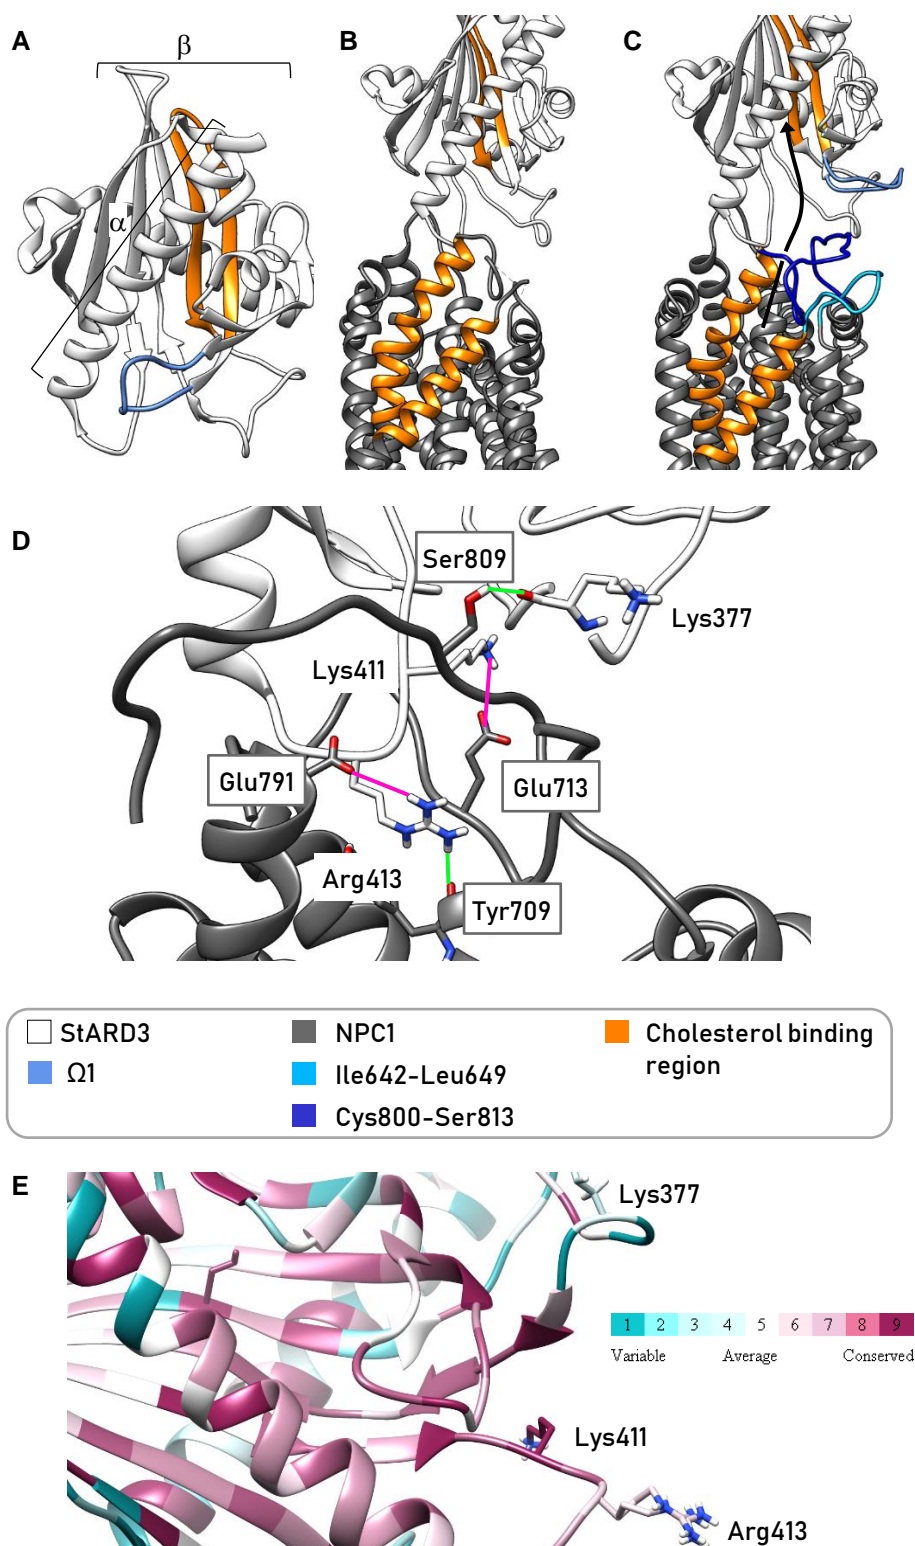 A
β
B
C
α
D
Ser809
Lys377
Lys411
Glu791
Glu713
Arg413
Tyr709
StARD3
NPC1
Cholesterol binding
region
Ω1
Ile642-Leu649
Cys800-Ser813
E
Lys377
1 2 3 4 5 6 7 8 9
Variable Average Conserved
Lys411
Arg413